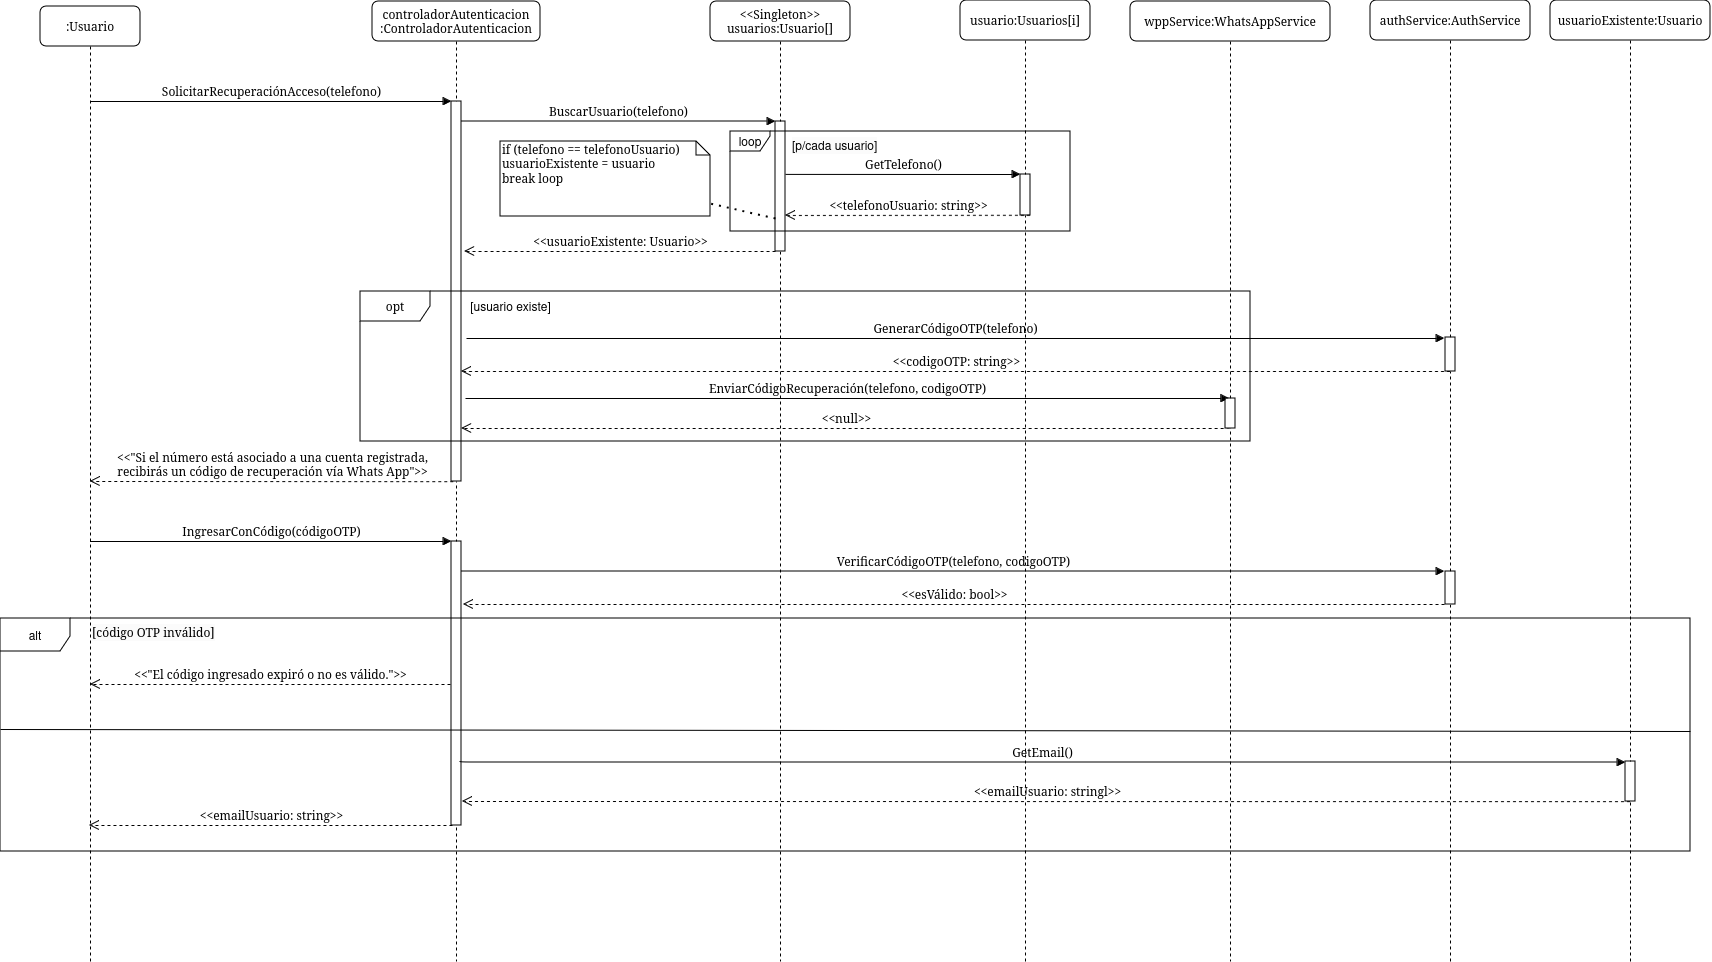 :Usuario
controladorAutenticacion
:ControladorAutenticacion
<<Singleton>>
usuarios:Usuario[]
usuario:Usuarios[i]
wppService:WhatsAppService
authService:AuthService
usuarioExistente:Usuario
SolicitarRecuperaciónAcceso(telefono)
BuscarUsuario(telefono)
loop
[p/cada usuario]
if (telefono == telefonoUsuario)
usuarioExistente = usuario
break loop
GetTelefono()
<<telefonoUsuario: string>>
<<usuarioExistente: Usuario>>
opt
[usuario existe]
GenerarCódigoOTP(telefono)
<<codigoOTP: string>>
EnviarCódigoRecuperación(telefono, codigoOTP)
<<null>>
<<"Si el número está asociado a una cuenta registrada,
recibirás un código de recuperación vía Whats App">>
IngresarConCódigo(códigoOTP)
VerificarCódigoOTP(telefono, codigoOTP)
<<esVálido: bool>>
alt
[código OTP inválido]
<<"El código ingresado expiró o no es válido.">>
GetEmail()
<<emailUsuario: stringl>>
<<emailUsuario: string>>